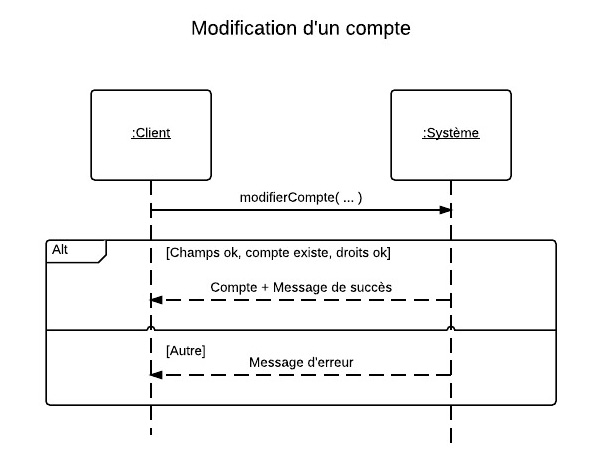 Modification d'un compte
:Client
:Système
modifierCompte( ... )
Alt
[Champs ok, compte existe, droits ok]
Compte + Message de succès
[Autre]
Message d'erreur